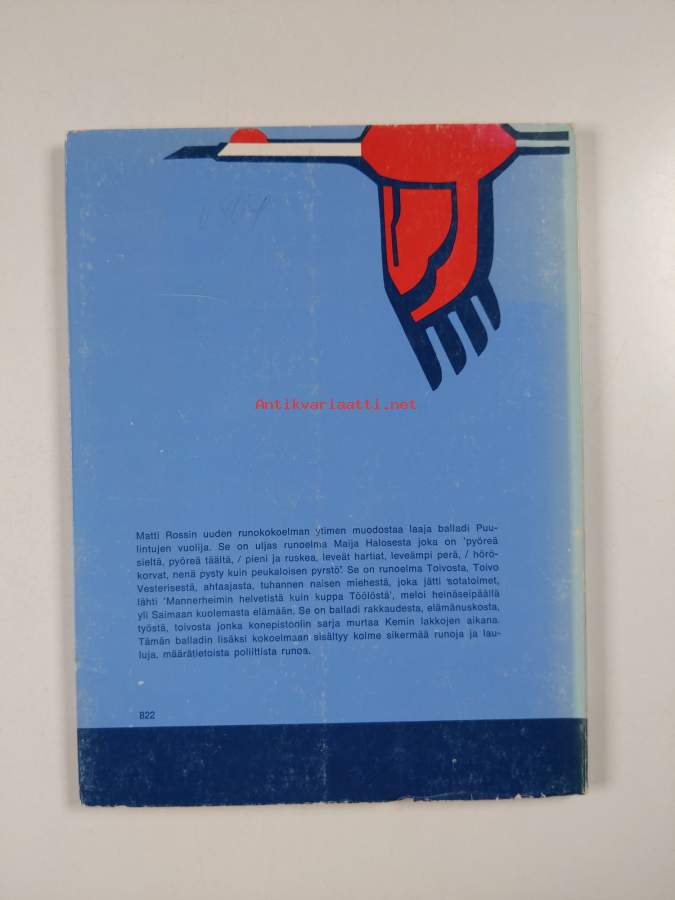 Antikvariaatti.net
Matti Rossin uuden runokokoelman ytimen muodostaa laaja balladi Puu-
lintujen vuolija. Se on uljas runoelma Maija Halosesta joka on 'pyöreä
sieltä, pyöreä täältä, / pieni ja ruskea, leveät hartiat, leveämpi perä, / hörö-
korvat, nenä pysty kuin peukaloisen pyrstö'. Se on runoelma Toivosta, Toivo
Vesterisestä, ahtaajasta, tuhannen naisen miehestä, joka jätti 'sotatoimet,
lähti 'Mannerheimin helvetistä kuin kuppa Töölöstä', meloi heinäseipäällä
yli Saimaan kuolemasta elämään. Se on balladi rakkaudesta, elämänuskosta,
työstä, toivosta jonka konepistoolin sarja murtaa Kemin lakkojen aikana.
Tämän balladin lisäksi kokoelmaan sisältyy kolme sikermää runoja ja lau-
luja, määrätietoista poliittista runoa.
822